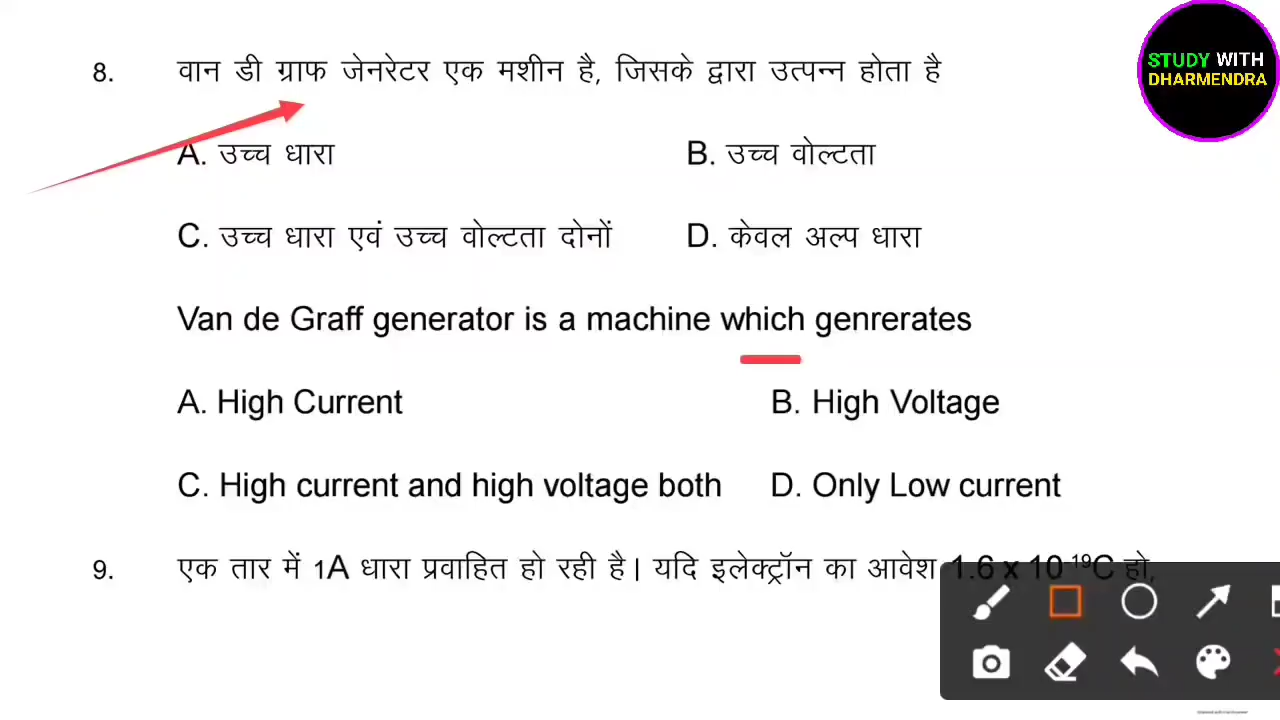 STUDY WITH
DHARMENDRA
8. वान डी ग्राफ जेनरेटर एक मशीन है, जिसके द्वारा उत्पन्न होता है
A. उच्च धारा B. उच्च वोल्टता
C. उच्च धारा एवं उच्च वोल्टता दोनों D. केवल अल्प धारा
Van de Graff generator is a machine which genrerates
A. High Current B. High Voltage
C. High current and high voltage both D. Only Low current
9. एक तार में 1A धारा प्रवाहित हो रही है। यदि इलेक्ट्रॉन का आवेश 1.6 x 10⁻¹⁹C हो,